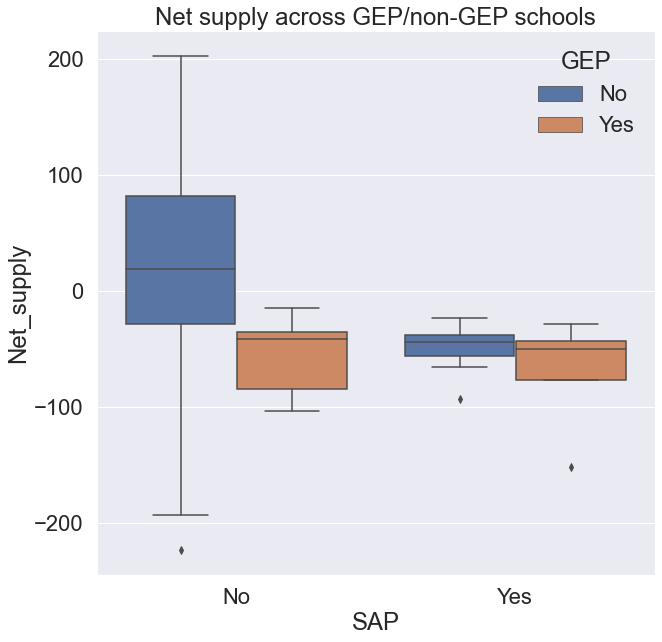 Net supply across GEP/non-GEP schools
GEP
No
Yes
200
100
0
−100
−200
Net_supply
No
Yes
SAP